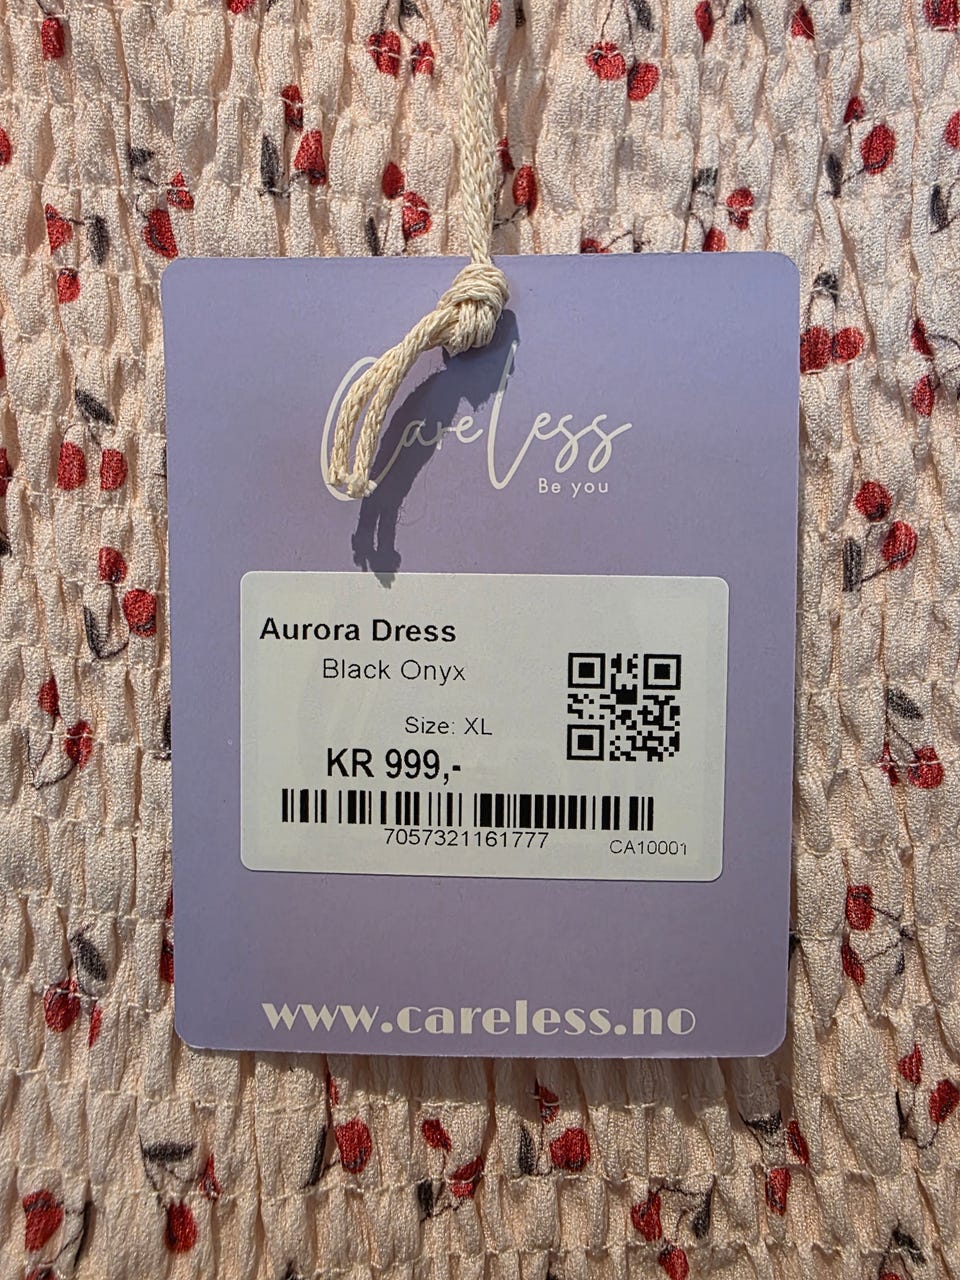 CareLess
Be you
Aurora Dress
Black Onyx
Size: XL
KR 999,-
7057321161777
CA10001
www.careless.no